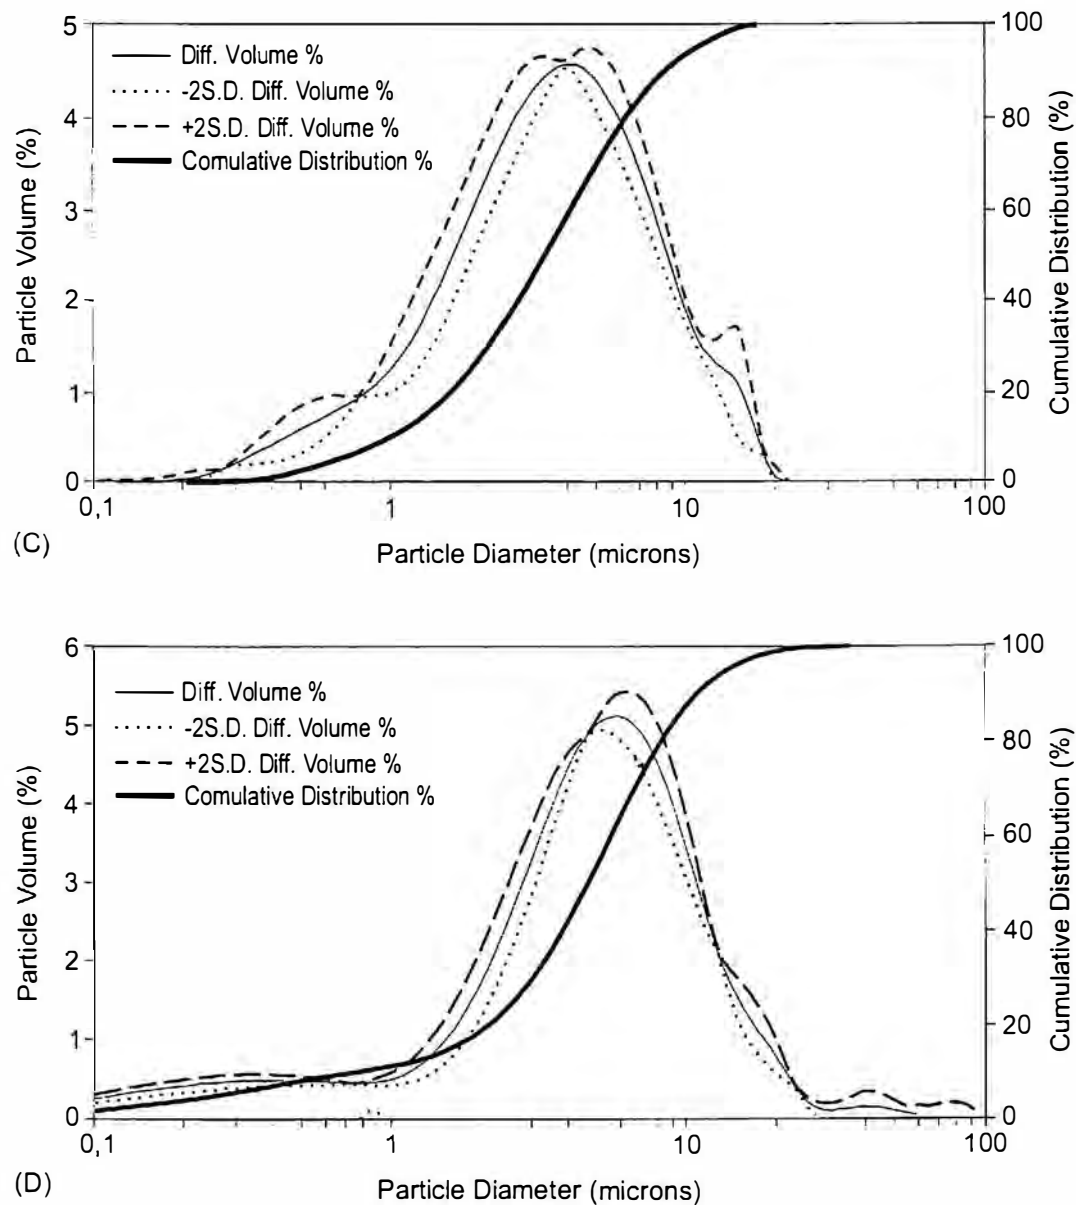 5
100
Diff. Volume %
-2S.D. Diff. Volume %
+2S.D. Diff. Volume %
Comulative Distribution %
4
80
3
60
2
40
1
20
0
0
0,1
1
10
100
Particle Volume (%)
Cumulative Distribution (%)
(C)
Particle Diameter (microns)
6
100
Diff. Volume %
-2S.D. Diff. Volume %
+2S.D. Diff. Volume %
Comulative Distribution %
5
80
4
60
3
40
2
20
1
0
0
0,1
1
10
100
Particle Volume (%)
Cumulative Distribution (%)
(D)
Particle Diameter (microns)